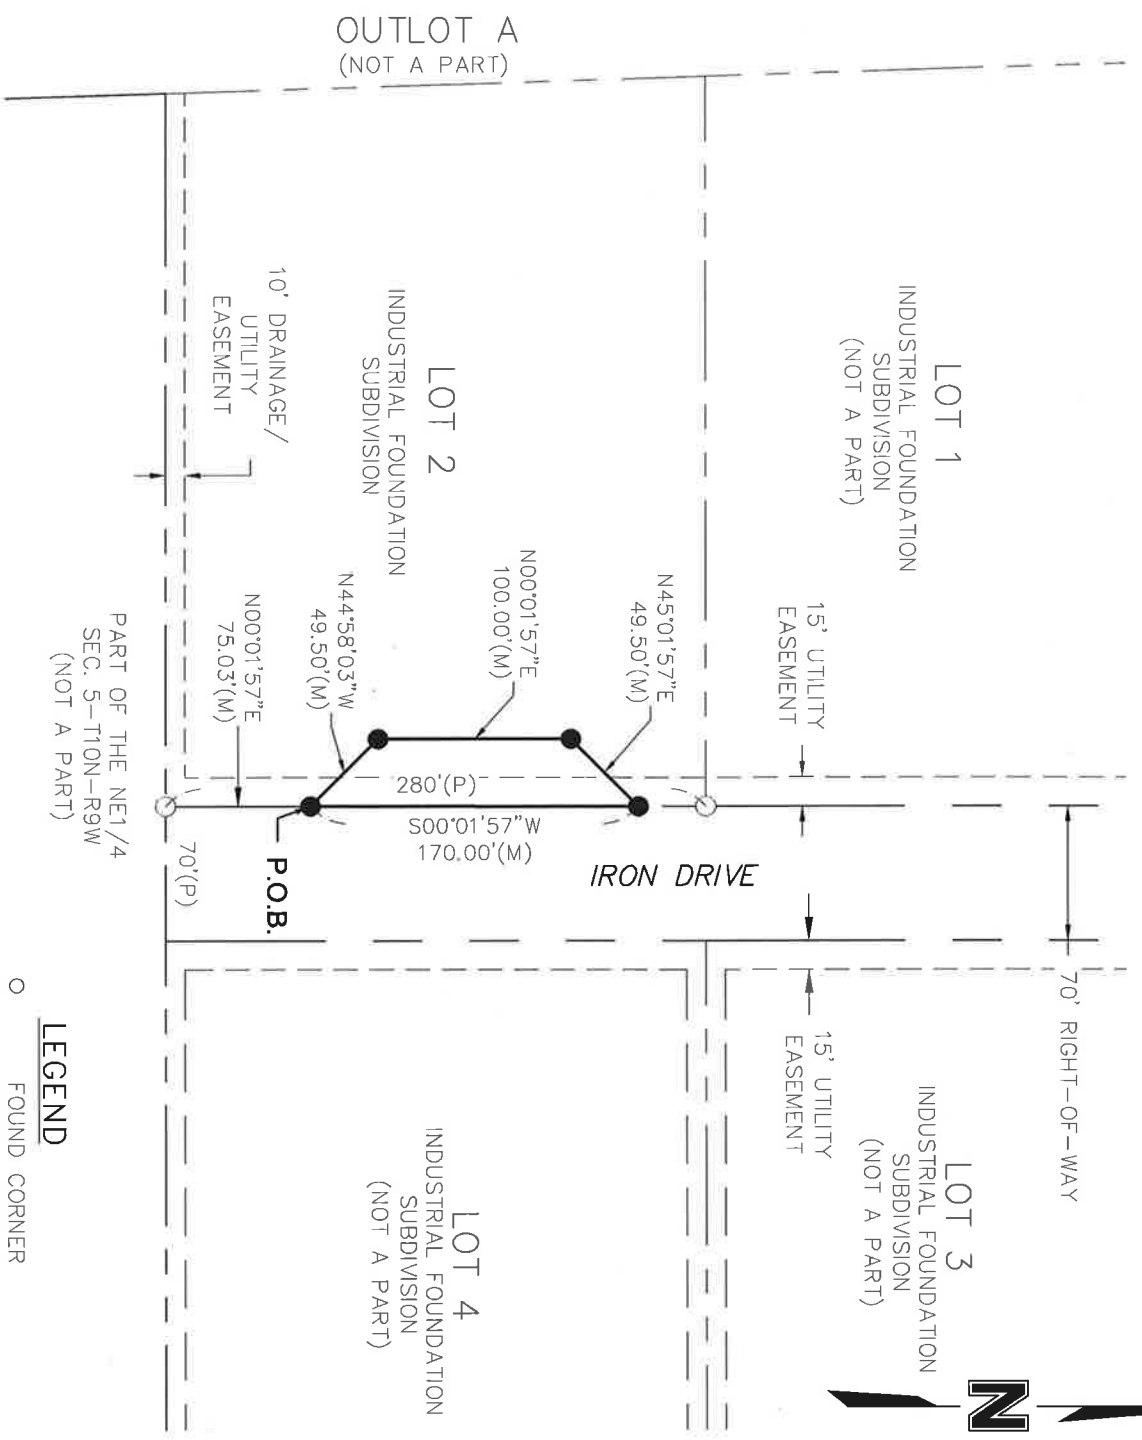 OUTLOT A
(NOT A PART)
LOT 1
INDUSTRIAL FOUNDATION
SUBDIVISION
(NOT A PART)
LOT 2
INDUSTRIAL FOUNDATION
SUBDIVISION
10' DRAINAGE/
UTILITY
EASEMENT
15' UTILITY
EASEMENT
N45°01'57"E
49.50'(M)
N00°01'57"E
100.00'(M)
N44°58'03"W
49.50'(M)
N00°01'57"E
75.03'(M)
PART OF THE NE1/4
SEC. 5-T10N-R9W
(NOT A PART)
280'(P)
S00°01'57"W
170.00'(M)
IRON DRIVE
P.O.B.
70'(P)
70' RIGHT-OF-WAY
15' UTILITY
EASEMENT
LOT 3
INDUSTRIAL FOUNDATION
SUBDIVISION
(NOT A PART)
LOT 4
INDUSTRIAL FOUNDATION
SUBDIVISION
(NOT A PART)
N
LEGEND
FOUND CORNER